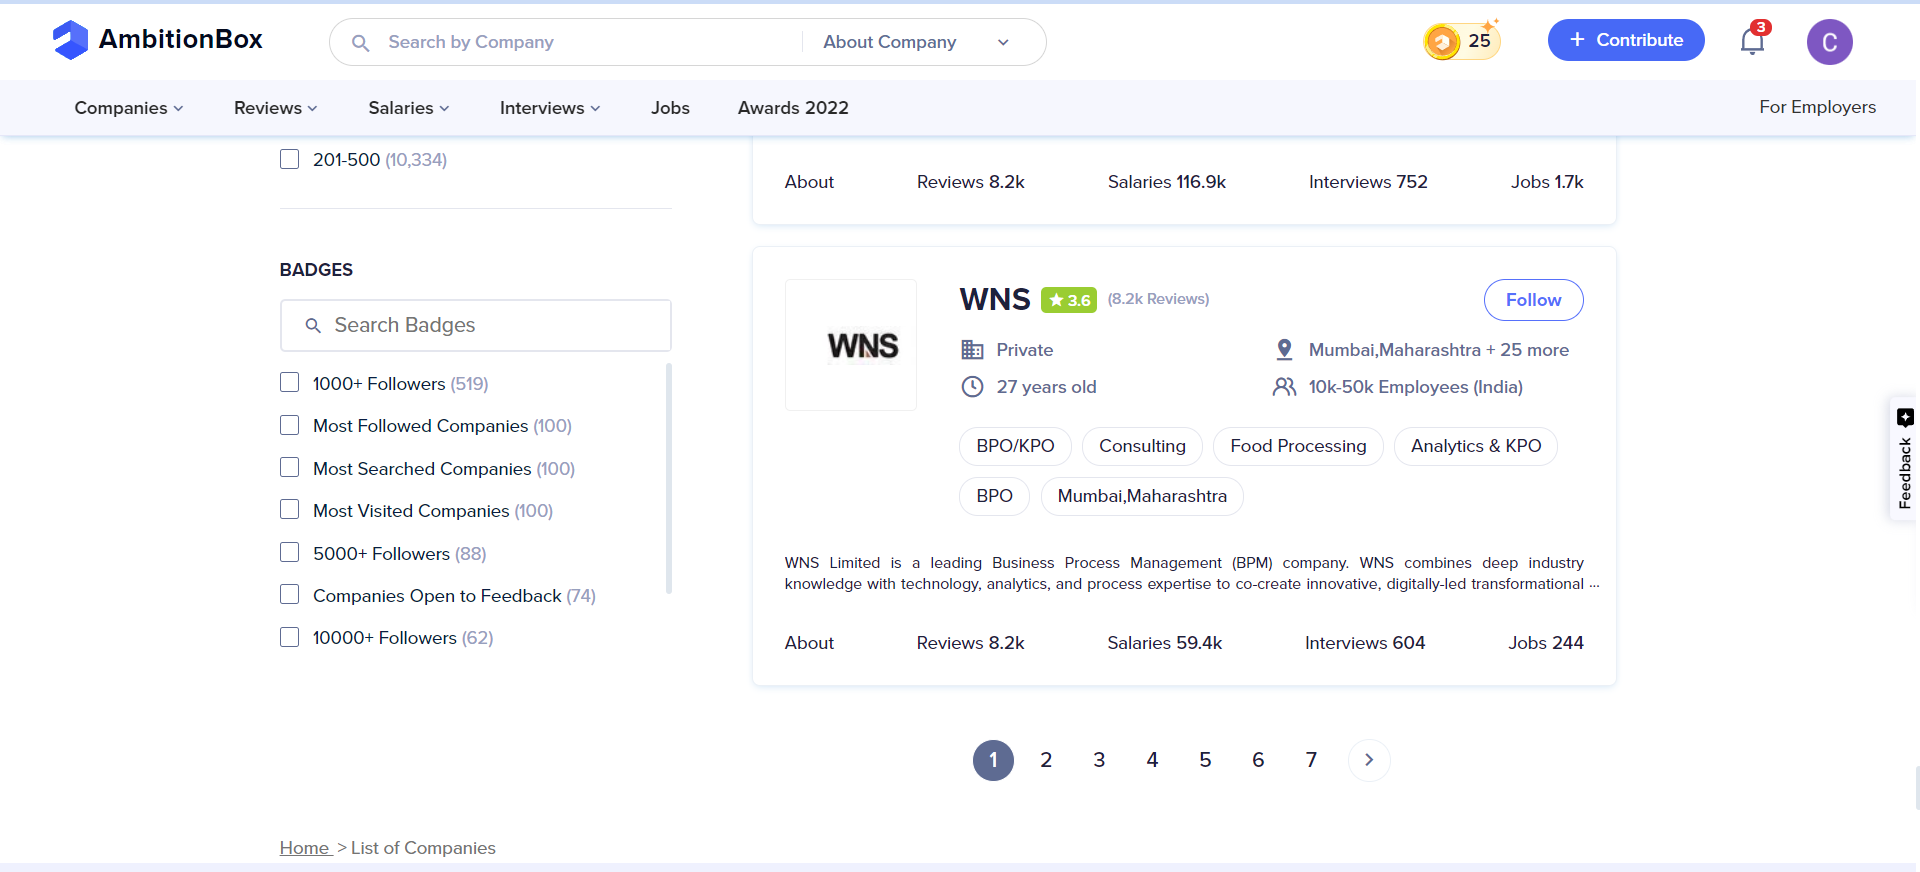 AmbitionBox
Search by Company
About Company
25
+ Contribute
3
C
Companies
Reviews
Salaries
Interviews
Jobs
Awards 2022
For Employers
201-500 (10,334)
BADGES
Search Badges
1000+ Followers (519)
Most Followed Companies (100)
Most Searched Companies (100)
Most Visited Companies (100)
5000+ Followers (88)
Companies Open to Feedback (74)
10000+ Followers (62)
About
Reviews 8.2k
Salaries 116.9k
Interviews 752
Jobs 1.7k
WNS
WNS
3.6
(8.2k Reviews)
Follow
Private
Mumbai,Maharashtra + 25 more
27 years old
10k-50k Employees (India)
BPO/KPO
Consulting
Food Processing
Analytics & KPO
BPO
Mumbai,Maharashtra
WNS Limited is a leading Business Process Management (BPM) company. WNS combines deep industry
knowledge with technology, analytics, and process expertise to co-create innovative, digitally-led transformational ...
About
Reviews 8.2k
Salaries 59.4k
Interviews 604
Jobs 244
1 2 3 4 5 6 7
Home > List of Companies
Feedback